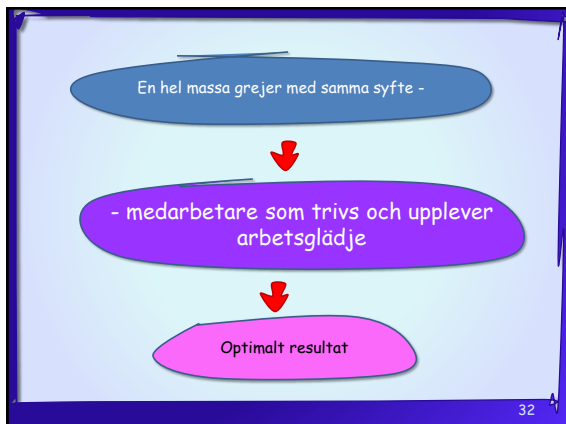 En hel massa grejer med samma syfte -
- medarbetare som trivs och upplever
arbetsglädje
Optimalt resultat
32